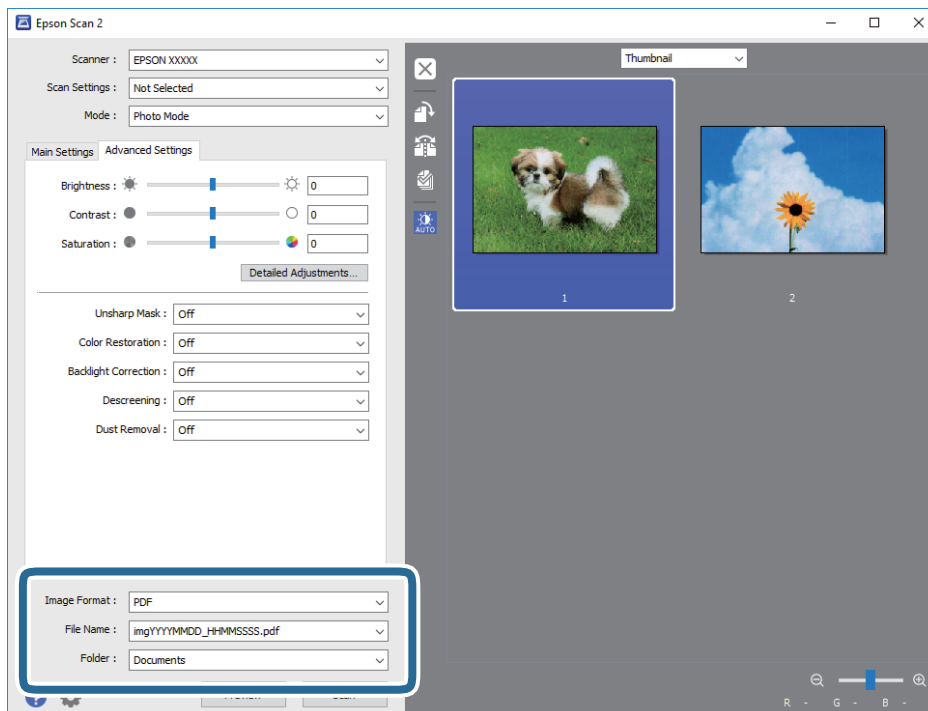 Epson Scan 2
Scanner : EPSON XXXXX
Scan Settings : Not Selected
Mode : Photo Mode
Main Settings Advanced Settings
Brightness : 0
Contrast : 0
Saturation : 0
Detailed Adjustments...
Unsharp Mask : Off
Color Restoration : Off
Backlight Correction : Off
Descreening : Off
Dust Removal : Off
Image Format : PDF
File Name : imgYYYYMMDD_HHMMSSSS.pdf
Folder : Documents
Thumbnail
AUTO
1
2
R - G - B -